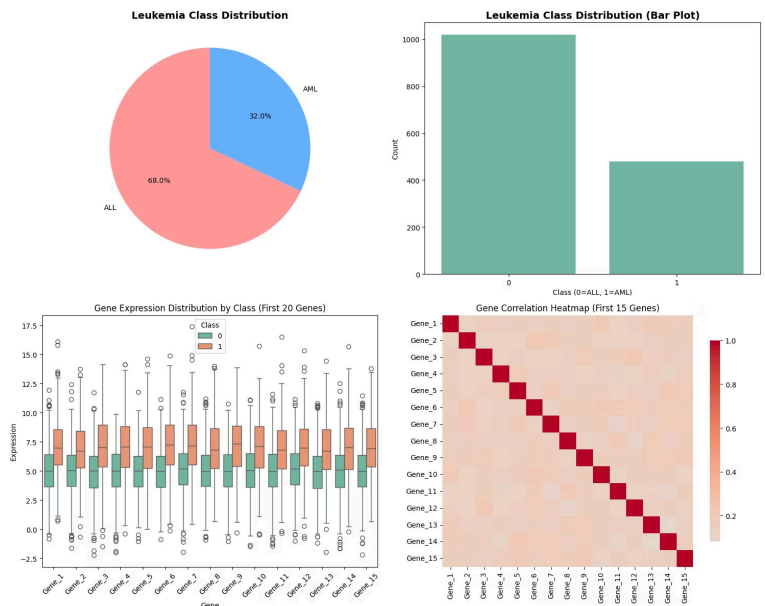 Leukemia Class Distribution
AML
32.0%
68.0%
ALL
Leukemia Class Distribution (Bar Plot)
1000
800
600
400
200
0
Count
0
1
Class (0=ALL, 1=AML)
Gene Expression Distribution by Class (First 20 Genes)
Class
0
1
17.5
15.0
12.5
10.0
7.5
5.0
2.5
0.0
−2.5
Expression
Gene_1
Gene_2
Gene_3
Gene_4
Gene_5
Gene_6
Gene_7
Gene_8
Gene_9
Gene_10
Gene_11
Gene_12
Gene_13
Gene_14
Gene_15
Gene
Gene Correlation Heatmap (First 15 Genes)
Gene_1
Gene_2
Gene_3
Gene_4
Gene_5
Gene_6
Gene_7
Gene_8
Gene_9
Gene_10
Gene_11
Gene_12
Gene_13
Gene_14
Gene_15
Gene_1
Gene_2
Gene_3
Gene_4
Gene_5
Gene_6
Gene_7
Gene_8
Gene_9
Gene_10
Gene_11
Gene_12
Gene_13
Gene_14
Gene_15
1.0
0.8
0.6
0.4
0.2